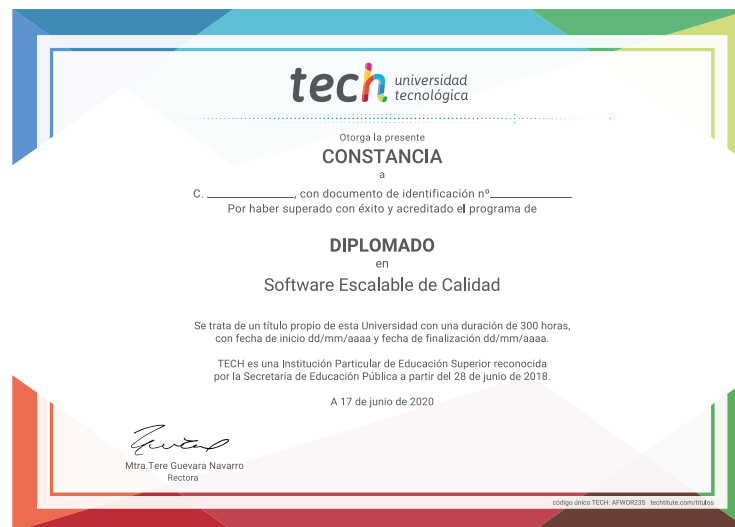 tech universidad
tecnológica
Otorga la presente
CONSTANCIA
a
C. ________________, con documento de identificación nº_______________
Por haber superado con éxito y acreditado el programa de
DIPLOMADO
en
Software Escalable de Calidad
Se trata de un título propio de esta Universidad con una duración de 300 horas,
con fecha de inicio dd/mm/aaaa y fecha de finalización dd/mm/aaaa.
TECH es una Institución Particular de Educación Superior reconocida
por la Secretaría de Educación Pública a partir del 28 de junio de 2018.
A 17 de junio de 2020
Mtra.Tere Guevara Navarro
Rectora
código único TECH: AFWOR23S techtitute.com/titulos